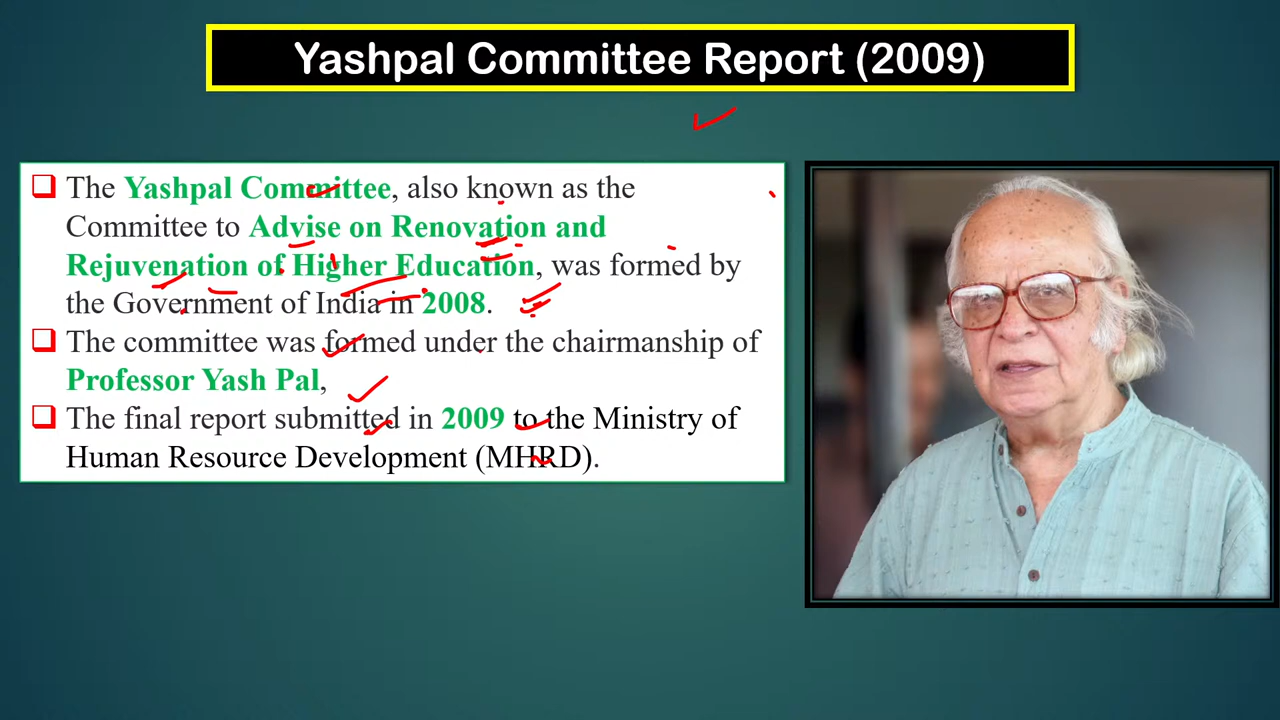 Yashpal Committee Report (2009)
The Yashpal Committee, also known as the
Committee to Advise on Renovation and
Rejuvenation of Higher Education, was formed by
the Government of India in 2008.
The committee was formed under the chairmanship of
Professor Yash Pal,
The final report submitted in 2009 to the Ministry of
Human Resource Development (MHRD).